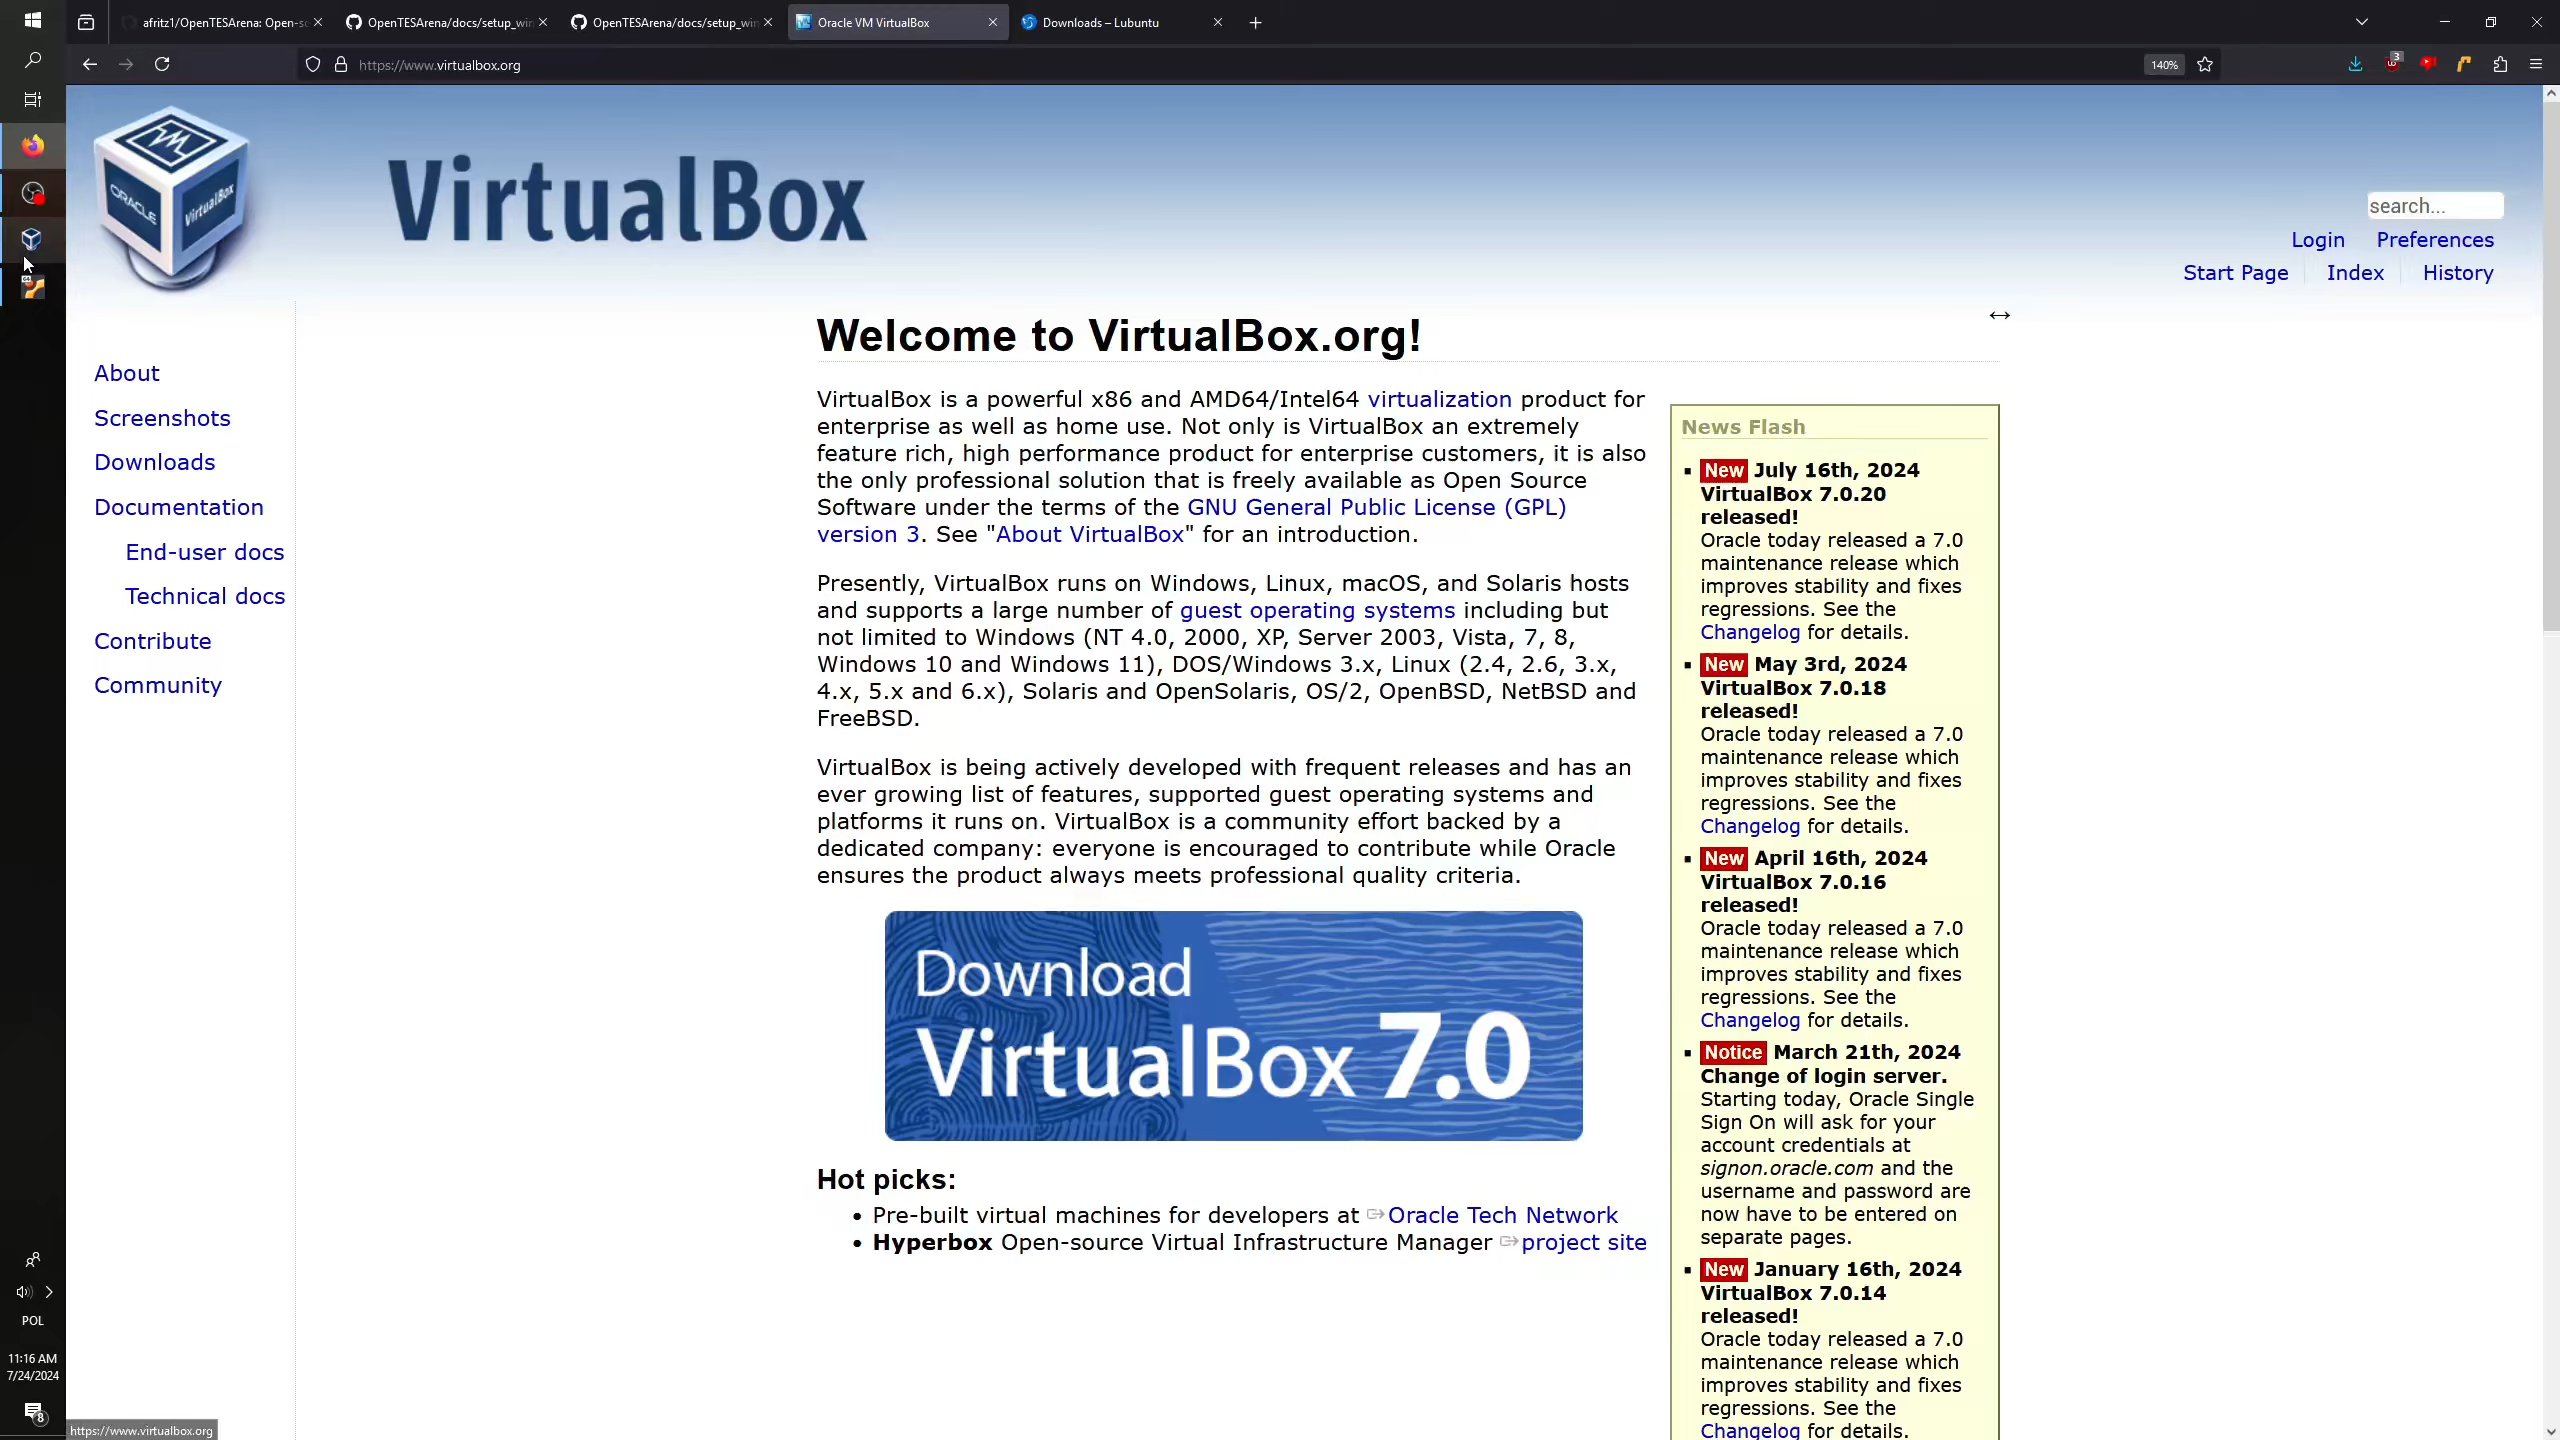 afritz1/OpenTESArena: Open-so
OpenTESArena/docs/setup_win
OpenTESArena/docs/setup_win
Oracle VM VirtualBox
Downloads – Lubuntu
https://www.virtualbox.org
140%
3
ORACLE
VirtualBox
VirtualBox
search...
Login
Preferences
Start Page
Index
History
About
Screenshots
Downloads
Documentation
End-user docs
Technical docs
Contribute
Community
Welcome to VirtualBox.org!
VirtualBox is a powerful x86 and AMD64/Intel64 virtualization product for
enterprise as well as home use. Not only is VirtualBox an extremely
feature rich, high performance product for enterprise customers, it is also
the only professional solution that is freely available as Open Source
Software under the terms of the GNU General Public License (GPL)
version 3. See "About VirtualBox" for an introduction.
Presently, VirtualBox runs on Windows, Linux, macOS, and Solaris hosts
and supports a large number of guest operating systems including but
not limited to Windows (NT 4.0, 2000, XP, Server 2003, Vista, 7, 8,
Windows 10 and Windows 11), DOS/Windows 3.x, Linux (2.4, 2.6, 3.x,
4.x, 5.x and 6.x), Solaris and OpenSolaris, OS/2, OpenBSD, NetBSD and
FreeBSD.
VirtualBox is being actively developed with frequent releases and has an
ever growing list of features, supported guest operating systems and
platforms it runs on. VirtualBox is a community effort backed by a
dedicated company: everyone is encouraged to contribute while Oracle
ensures the product always meets professional quality criteria.
Download
VirtualBox 7.0
Hot picks:
Pre-built virtual machines for developers at Oracle Tech Network
Hyperbox Open-source Virtual Infrastructure Manager project site
News Flash
New July 16th, 2024
VirtualBox 7.0.20
released!
Oracle today released a 7.0
maintenance release which
improves stability and fixes
regressions. See the
Changelog for details.
New May 3rd, 2024
VirtualBox 7.0.18
released!
Oracle today released a 7.0
maintenance release which
improves stability and fixes
regressions. See the
Changelog for details.
New April 16th, 2024
VirtualBox 7.0.16
released!
Oracle today released a 7.0
maintenance release which
improves stability and fixes
regressions. See the
Changelog for details.
Notice March 21th, 2024
Change of login server.
Starting today, Oracle Single
Sign On will ask for your
account credentials at
signon.oracle.com and the
username and password are
now have to be entered on
separate pages.
New January 16th, 2024
VirtualBox 7.0.14
released!
Oracle today released a 7.0
maintenance release which
improves stability and fixes
regressions. See the
Changelog for details.
POL
11:16 AM
7/24/2024
8
https://www.virtualbox.org